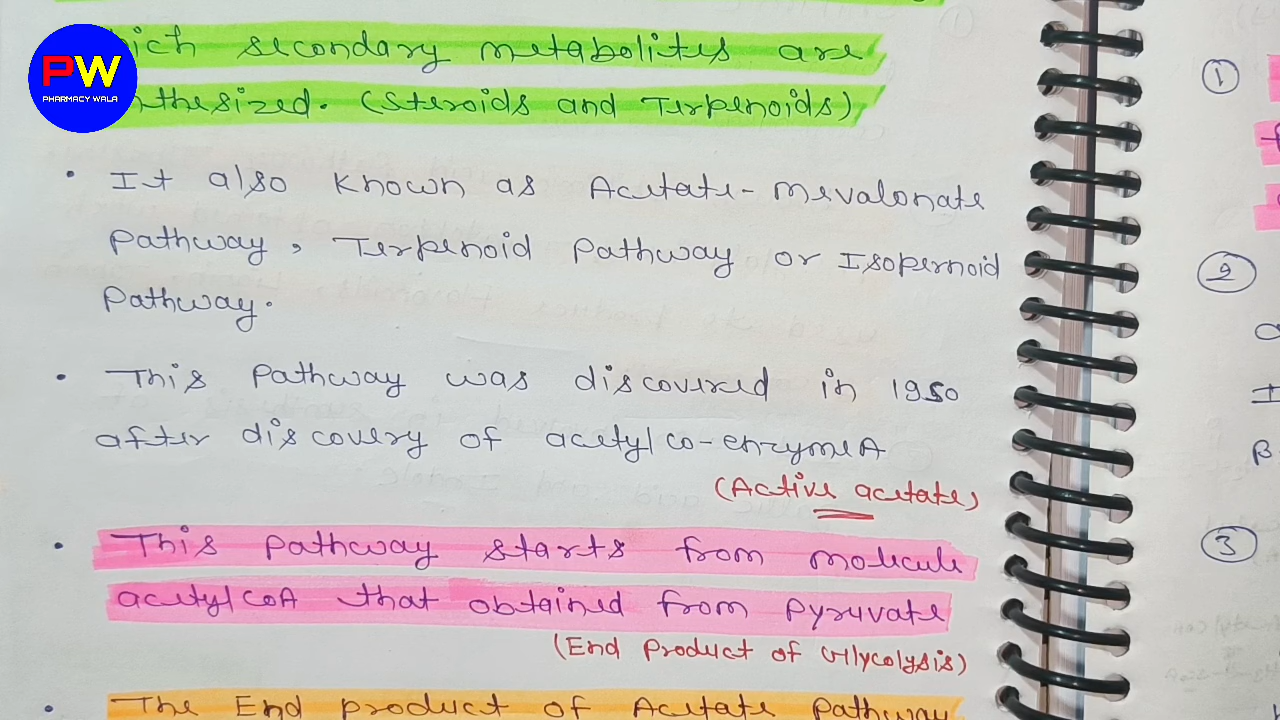 PW
PHARMACY WALA
ich secondary metabolites are
thesized. (Steroids and Terpenoids)
• It also known as Acetate-mevalonate
pathway, Terpenoid pathway or Isopernoid
pathway.
• This pathway was discovered in 1950
after discovery of acetyl co-enzyme A
(Active acetate)
• This pathway starts from molecule
acetyl CoA that obtained from pyruvate
(End product of Glycolysis)
• The End product of Acetate pathway
1
2
3